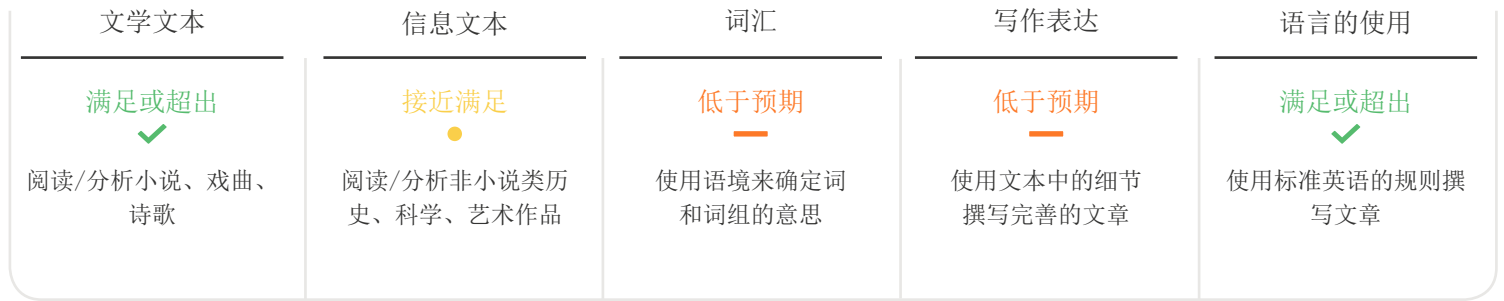 文学文本
满足或超出
阅读/分析小说、戏曲、
诗歌
信息文本
接近满足
阅读/分析非小说类历
史、科学、艺术作品
词汇
低于预期
使用语境来确定词
和词组的意思
写作表达
低于预期
使用文本中的细节
撰写完善的文章
语言的使用
满足或超出
使用标准英语的规则撰
写文章